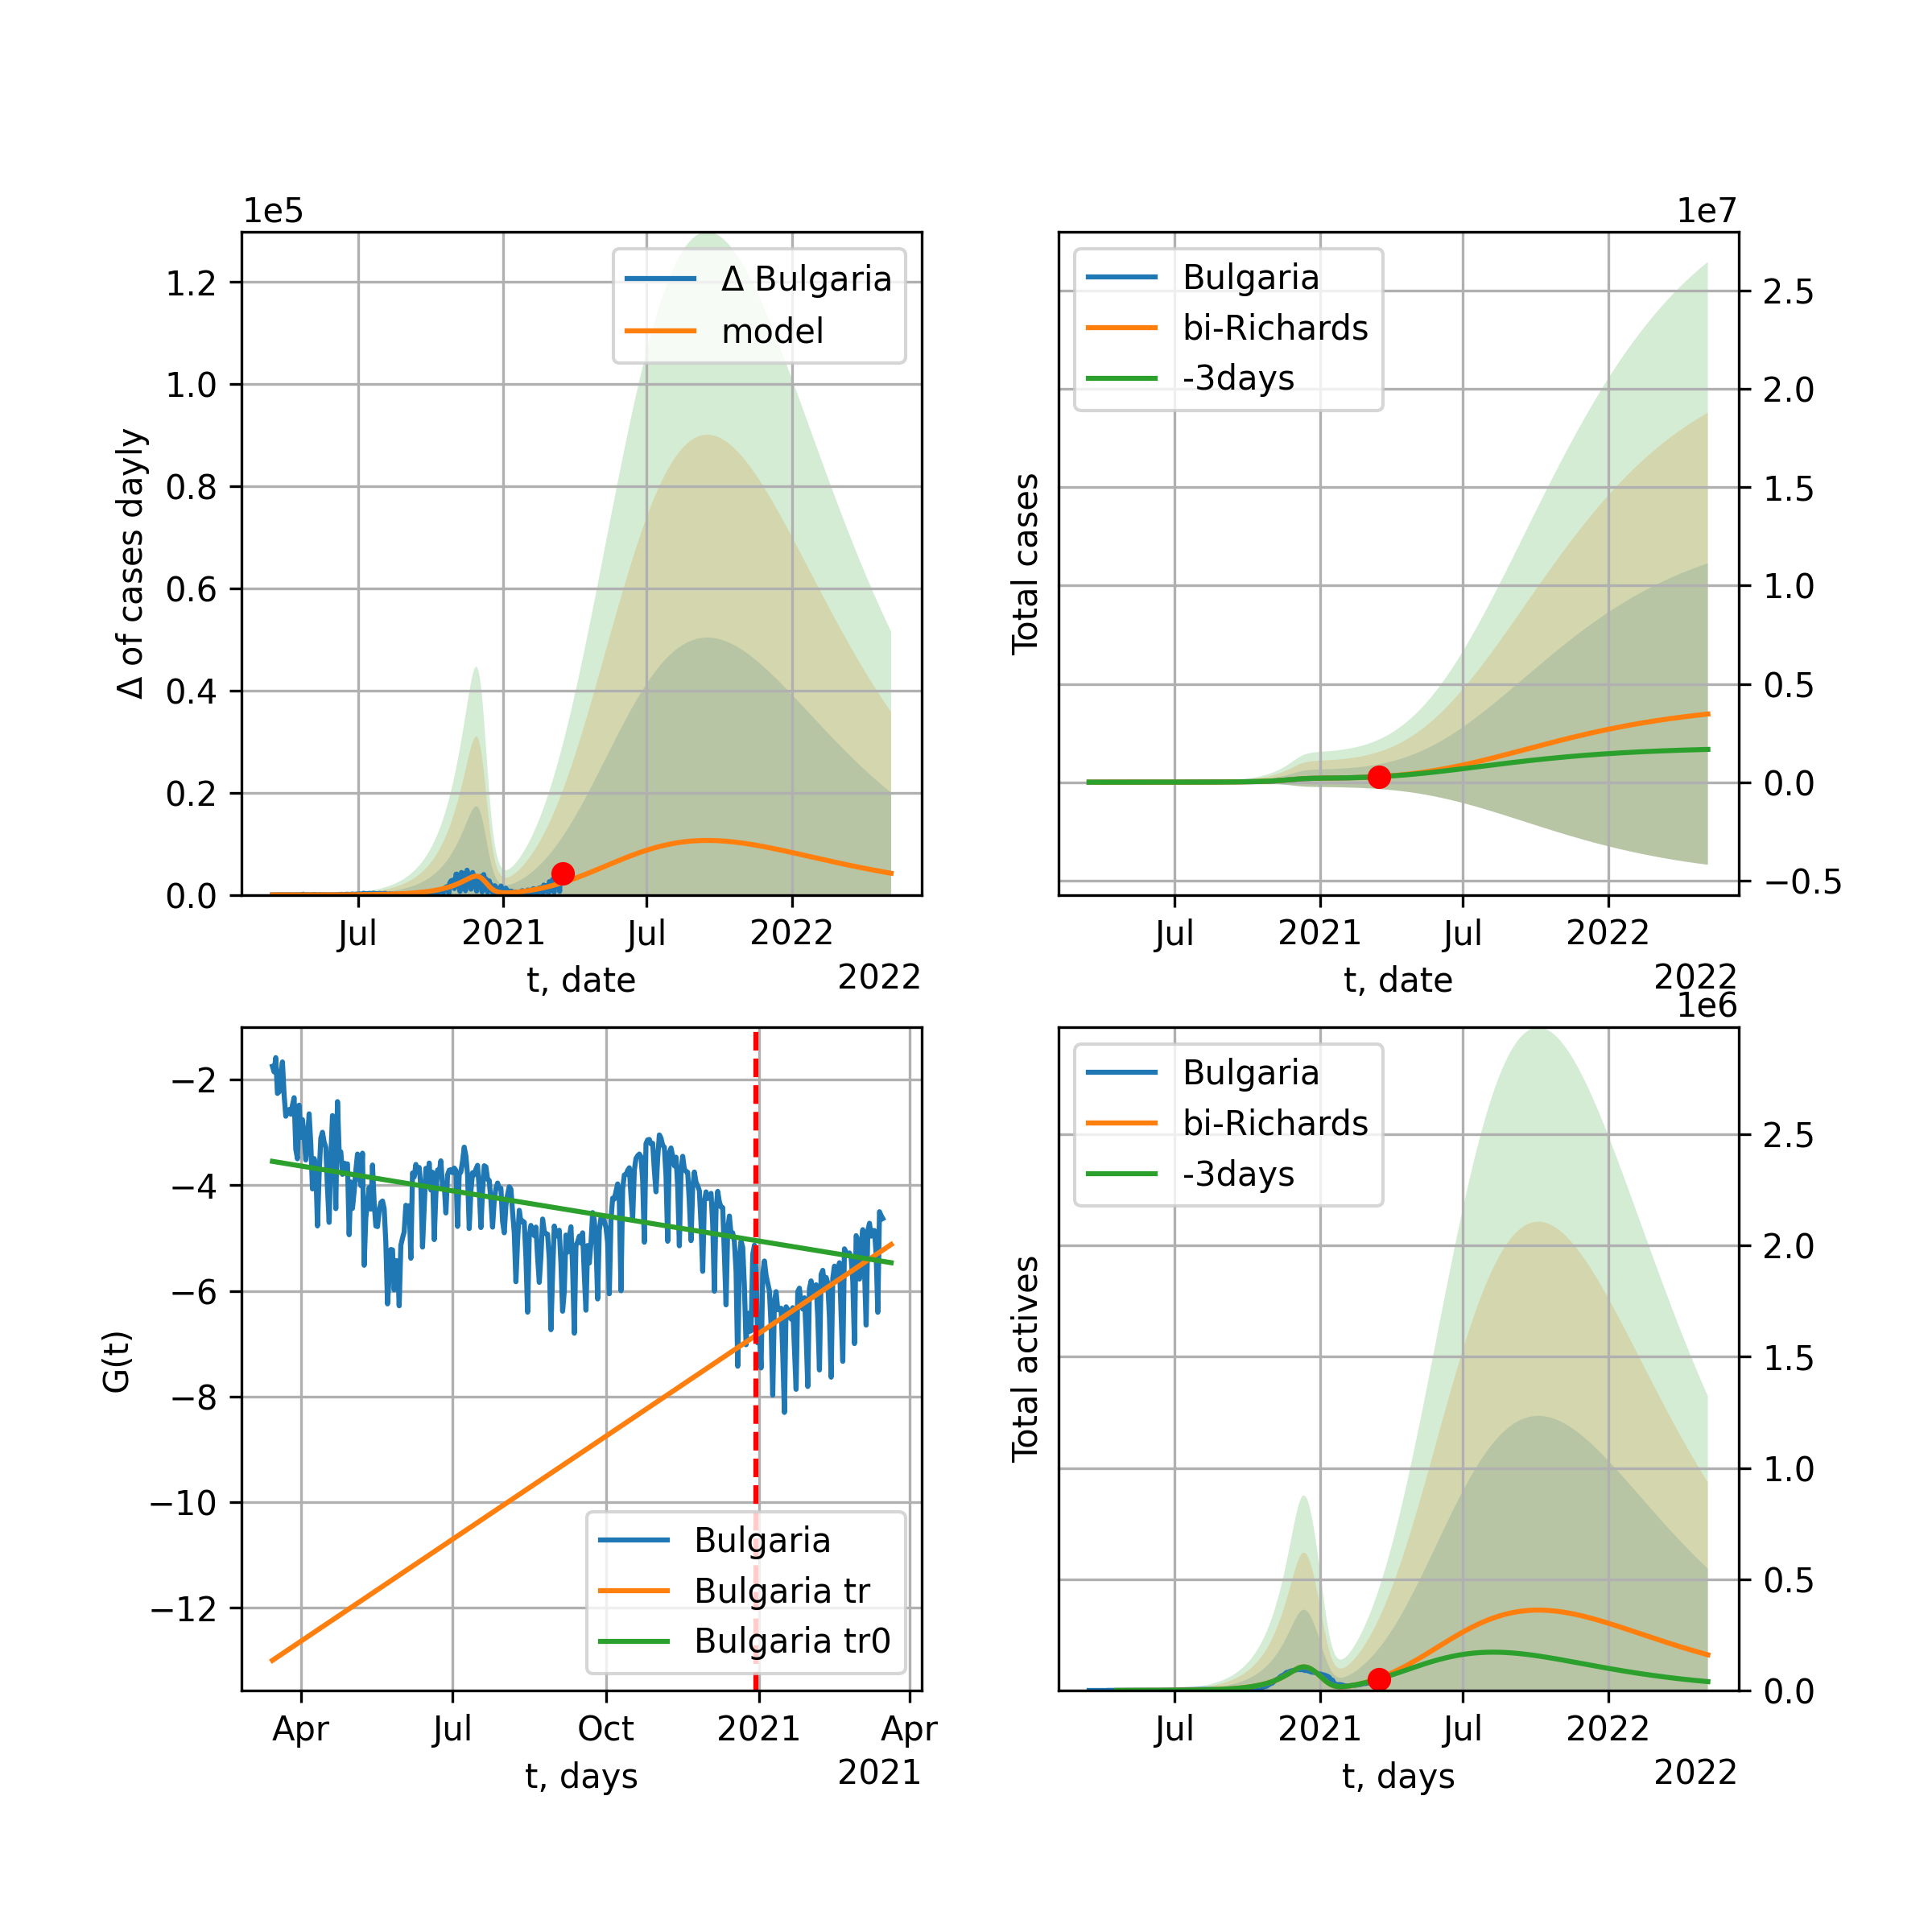 1e5
Δ of cases dayly
1.2
1.0
0.8
0.6
0.4
0.2
0.0
Δ Bulgaria
model
Jul
2021
Jul
2022
t, date
2022
1e7
Total cases
Bulgaria
bi-Richards
-3days
2.5
2.0
1.5
1.0
0.5
0.0
−0.5
Jul
2021
Jul
2022
t, date
2022
G(t)
−2
−4
−6
−8
−10
−12
Bulgaria
Bulgaria tr
Bulgaria tr0
Apr
Jul
Oct
2021
Apr
t, days
2021
1e6
Total actives
Bulgaria
bi-Richards
-3days
2.5
2.0
1.5
1.0
0.5
0.0
Jul
2021
Jul
2022
t, days
2022